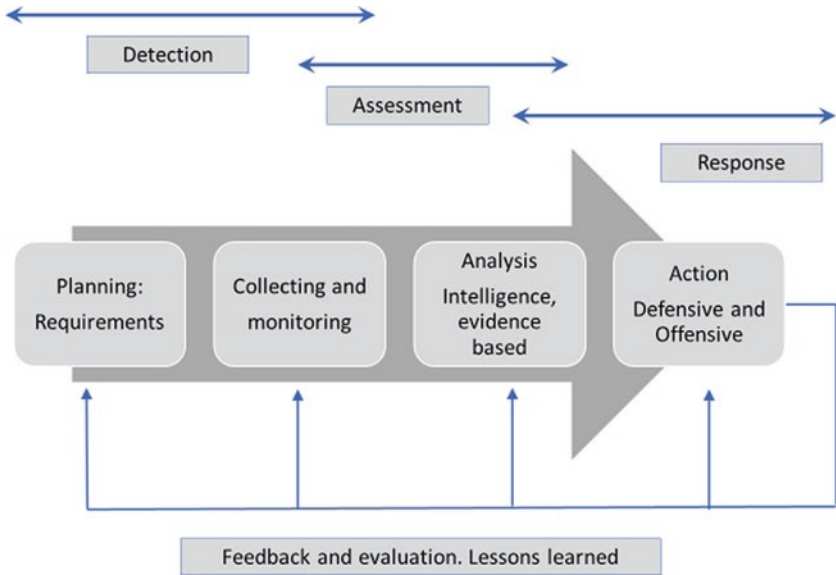 Detection
Assessment
Response
Planning:
Requirements
Collecting and
monitoring
Analysis
Intelligence,
evidence
based
Action
Defensive and
Offensive
Feedback and evaluation. Lessons learned